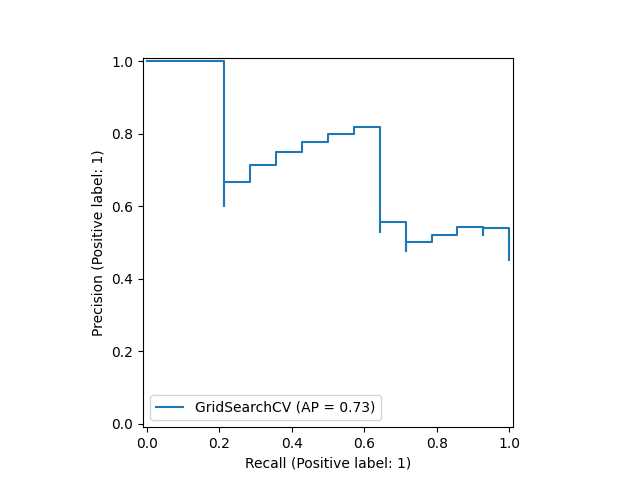 1.0
0.8
0.6
0.4
0.2
0.0
Precision (Positive label: 1)
GridSearchCV (AP = 0.73)
0.0 0.2 0.4 0.6 0.8 1.0
Recall (Positive label: 1)